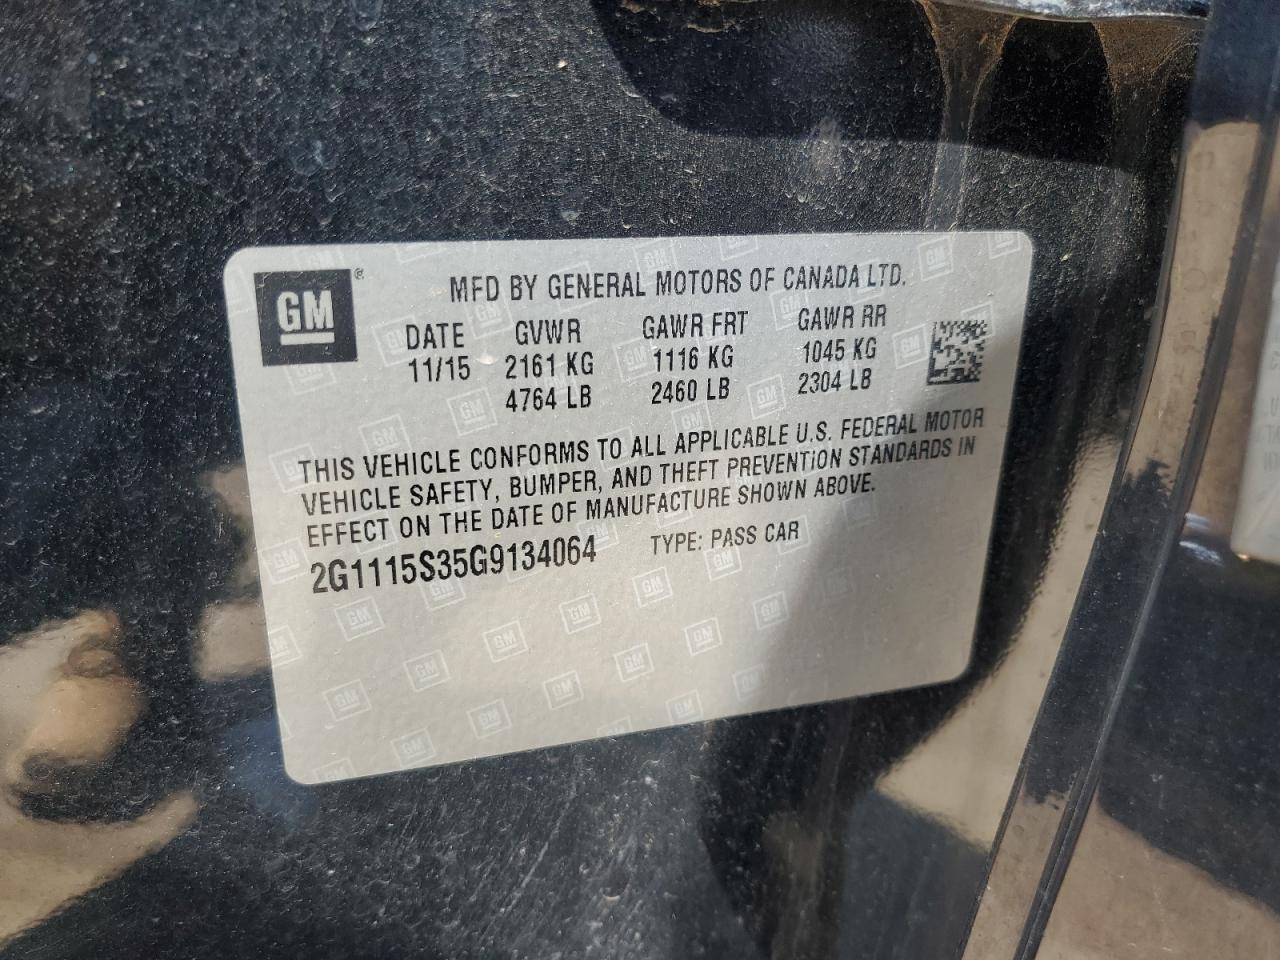 GM®
MFD BY GENERAL MOTORS OF CANADA LTD.
DATE GVWR GAWR FRT GAWR RR
11/15 2161 KG 1116 KG 1045 KG
4764 LB 2460 LB 2304 LB
THIS VEHICLE CONFORMS TO ALL APPLICABLE U.S. FEDERAL MOTOR
VEHICLE SAFETY, BUMPER, AND THEFT PREVENTION STANDARDS IN
EFFECT ON THE DATE OF MANUFACTURE SHOWN ABOVE.
2G1115S35G9134064 TYPE: PASS CAR